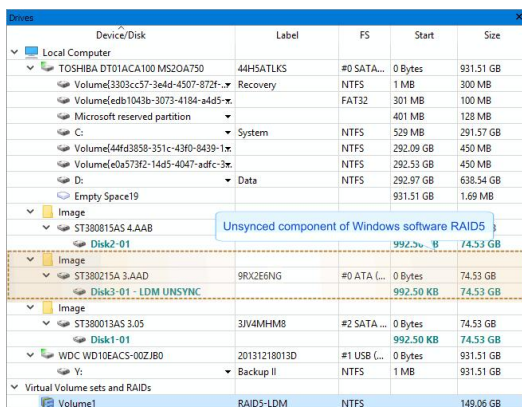 Drives x
Device/Disk Label FS Start Size
Local Computer
TOSHIBA DT01ACA100 MS2OA750 44H5ATLKS #0 SATA... 0 Bytes 931.51 GB
Volume{3303cc57-3e4d-4507-872f-... Recovery NTFS 1 MB 300 MB
Volume{edb1043b-3073-4184-a4d5-... FAT32 301 MB 100 MB
Microsoft reserved partition 401 MB 128 MB
C: System NTFS 529 MB 291.57 GB
Volume{44fd3858-351c-43f0-8439-1... NTFS 292.09 GB 450 MB
Volume{e0a573f2-14d5-4047-adfc-3... NTFS 292.53 GB 450 MB
D: Data NTFS 292.97 GB 638.54 GB
Empty Space19 931.51 GB 1.69 MB
Image
ST380815AS 4.AAB
Unsynced component of Windows software RAID5
Disk2-01 992.50 KB 74.53 GB
Image
ST380215A 3.AAD 9RX2E6NG #0 ATA (... 0 Bytes 74.53 GB
Disk3-01 - LDM UNSYNC 992.50 KB 74.53 GB
Image
ST380013AS 3.05 3JV4MHM8 #2 SATA ... 0 Bytes 74.53 GB
Disk1-01 992.50 KB 74.53 GB
WDC WD10EACS-00ZJB0 20131218013D #1 USB (... 0 Bytes 931.51 GB
Y: Backup II NTFS 1 MB 931.51 GB
Virtual Volume sets and RAIDs
Volume1 RAID5-LDM NTFS 149.06 GB